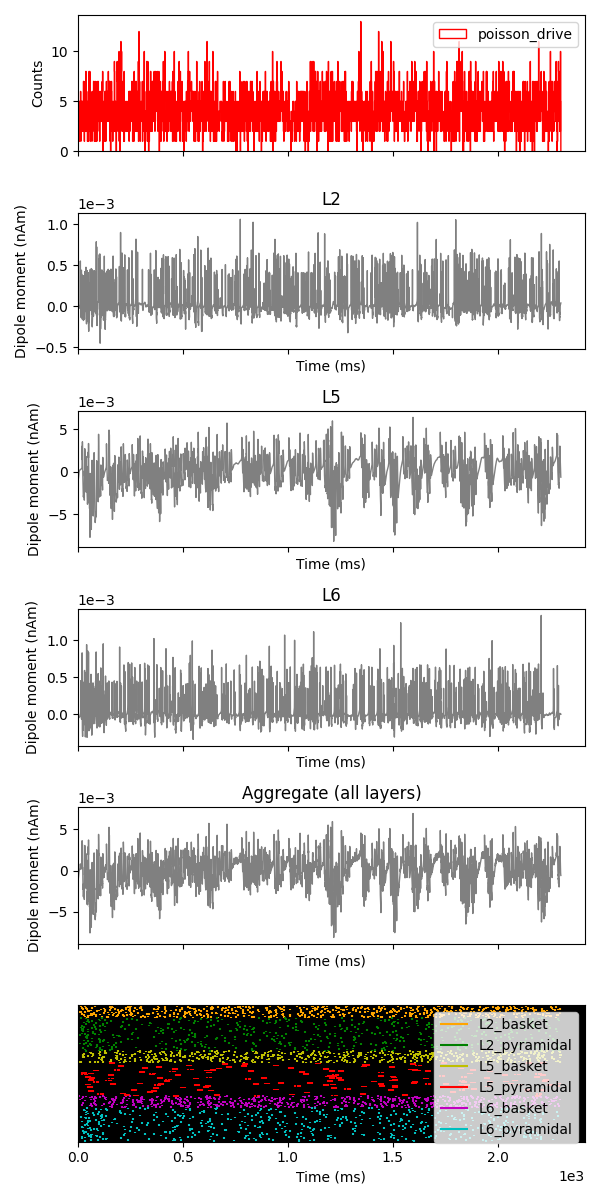 poisson_drive
Counts
10
5
0
L2
1e−3
Dipole moment (nAm)
1.0
0.5
0.0
−0.5
Time (ms)
L5
1e−3
Dipole moment (nAm)
5
0
−5
Time (ms)
L6
1e−3
Dipole moment (nAm)
1.0
0.5
0.0
Time (ms)
Aggregate (all layers)
1e−3
Dipole moment (nAm)
5
0
−5
Time (ms)
L2_basket
L2_pyramidal
L5_basket
L5_pyramidal
L6_basket
L6_pyramidal
0.0 0.5 1.0 1.5 2.0
Time (ms)
1e3